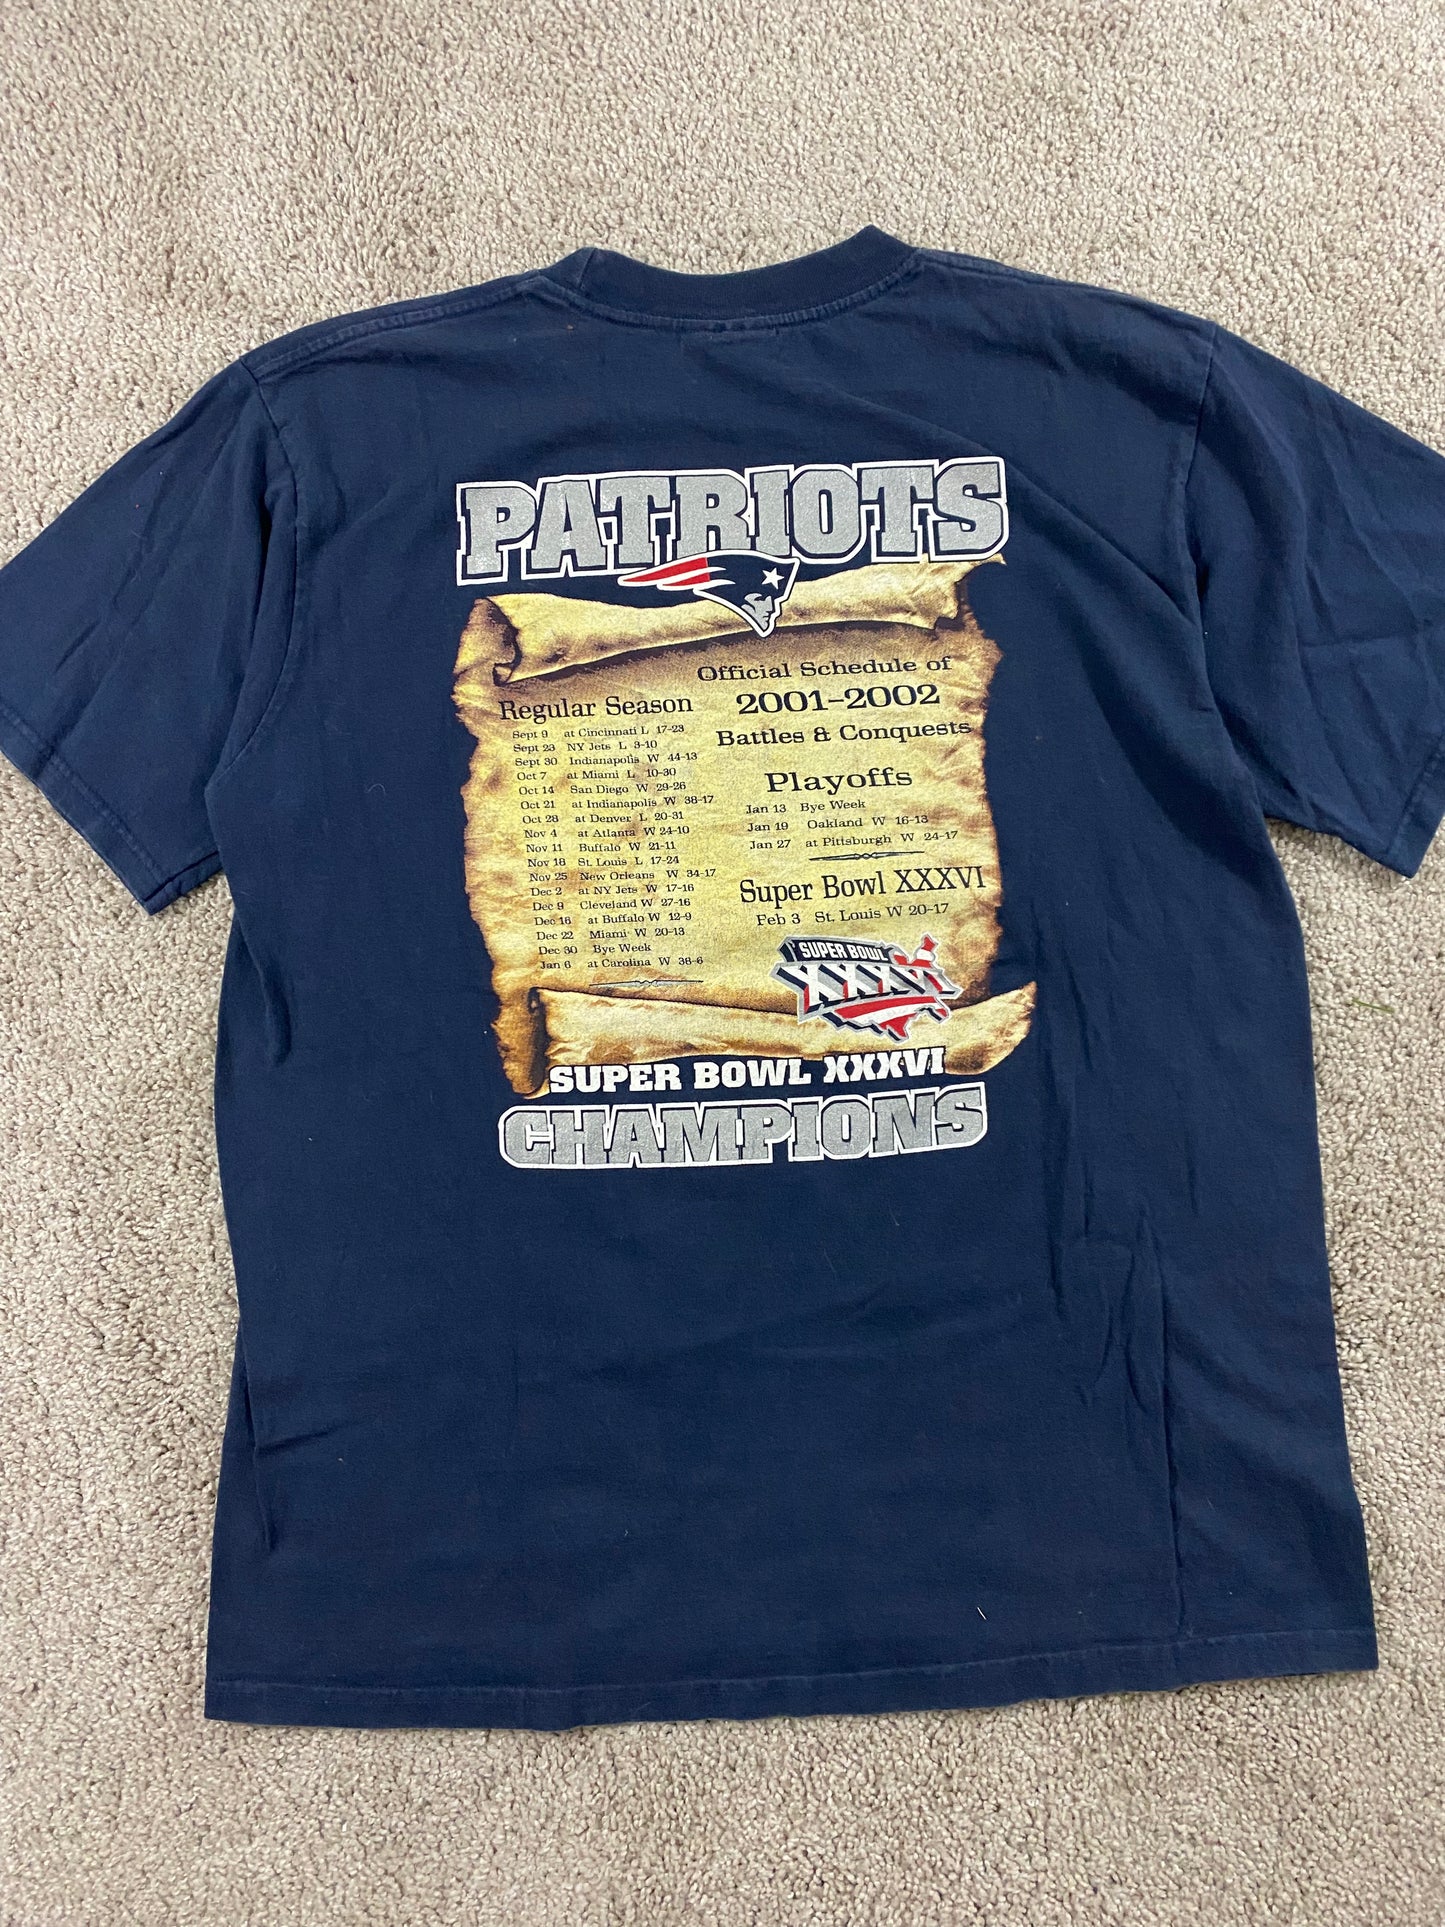 PATRIOTS
Official Schedule of
2001-2002
Battles & Conquests
Regular Season
Sept 9 at Cincinnati L 17-23
Sept 23 NY Jets L 3-10
Sept 30 Indianapolis W 44-13
Oct 7 at Miami L 10-30
Oct 14 San Diego W 29-26
Oct 21 at Indianapolis W 38-17
Oct 28 at Denver L 20-31
Nov 4 at Atlanta W 24-10
Nov 11 Buffalo W 21-11
Nov 18 St. Louis L 17-24
Nov 25 New Orleans W 34-17
Dec 2 at NY Jets W 17-16
Dec 9 Cleveland W 27-16
Dec 16 at Buffalo W 12-9
Dec 22 Miami W 20-13
Dec 30 Bye Week
Jan 6 at Carolina W 38-6
Playoffs
Jan 13 Bye Week
Jan 19 Oakland W 16-13
Jan 27 at Pittsburgh W 24-17
Super Bowl XXXVI
Feb 3 St. Louis W 20-17
SUPER BOWL
XXXVI
SUPER BOWL XXXVI
CHAMPIONS